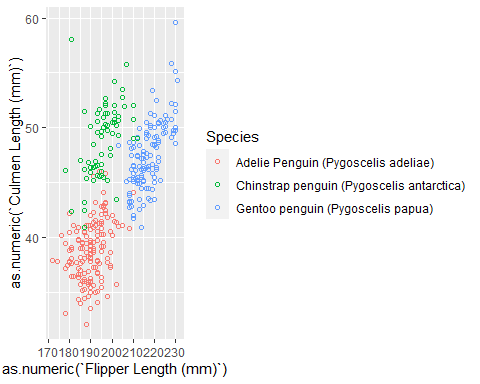 60
50
40
as.numeric(`Culmen Length (mm)`)
170180190200210220230
as.numeric(`Flipper Length (mm)`)
Species
Adelie Penguin (Pygoscelis adeliae)
Chinstrap penguin (Pygoscelis antarctica)
Gentoo penguin (Pygoscelis papua)